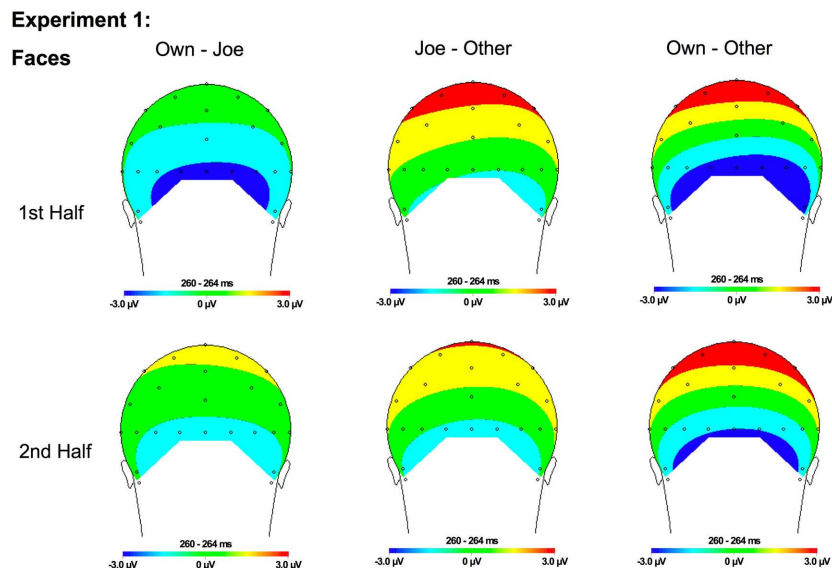 Experiment 1:
Faces
Own - Joe
Joe - Other
Own - Other
1st Half
260 - 264 ms
-3.0 µV 0 µV 3.0 µV
260 - 264 ms
-3.0 µV 0 µV 3.0 µV
260 - 264 ms
-3.0 µV 0 µV 3.0 µV
2nd Half
260 - 264 ms
-3.0 µV 0 µV 3.0 µV
260 - 264 ms
-3.0 µV 0 µV 3.0 µV
260 - 264 ms
-3.0 µV 0 µV 3.0 µV